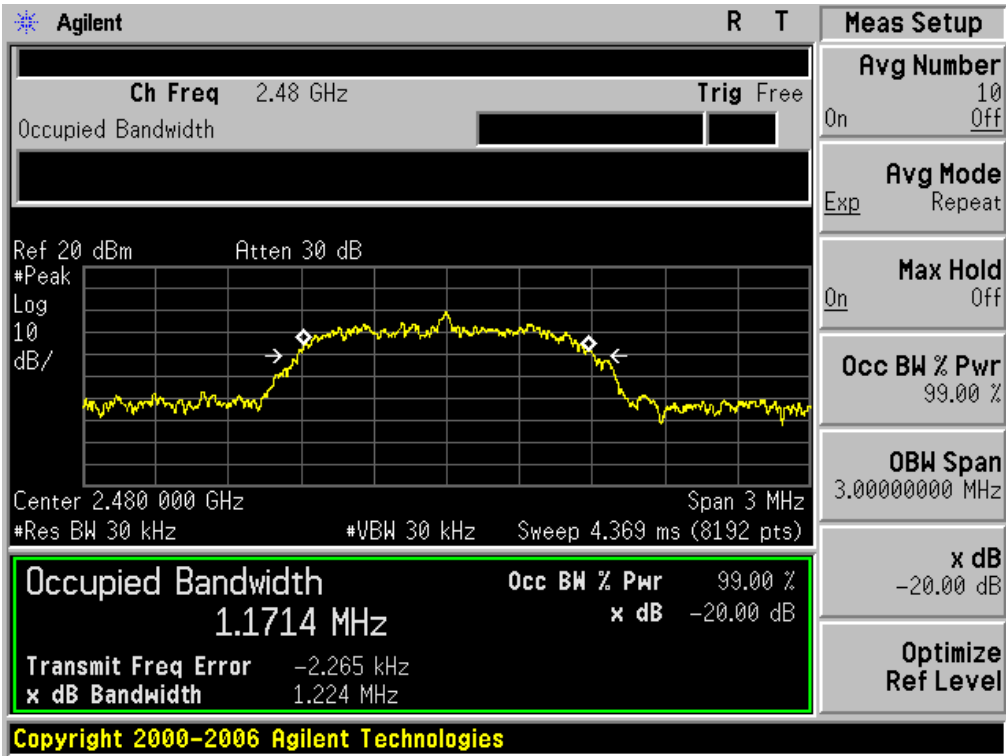 Agilent R T
Ch Freq 2.48 GHz Trig Free
Occupied Bandwidth
Ref 20 dBm Atten 30 dB
#Peak
Log
10
dB/
Center 2.480 000 GHz Span 3 MHz
#Res BW 30 kHz #VBW 30 kHz Sweep 4.369 ms (8192 pts)
Occupied Bandwidth Occ BW % Pwr 99.00 %
1.1714 MHz x dB -20.00 dB
Transmit Freq Error -2.265 kHz
x dB Bandwidth 1.224 MHz
Copyright 2000-2006 Agilent Technologies
Meas Setup
Avg Number
10
On Off
Avg Mode
Exp Repeat
Max Hold
On Off
Occ BW % Pwr
99.00 %
OBW Span
3.00000000 MHz
x dB
-20.00 dB
Optimize
Ref Level